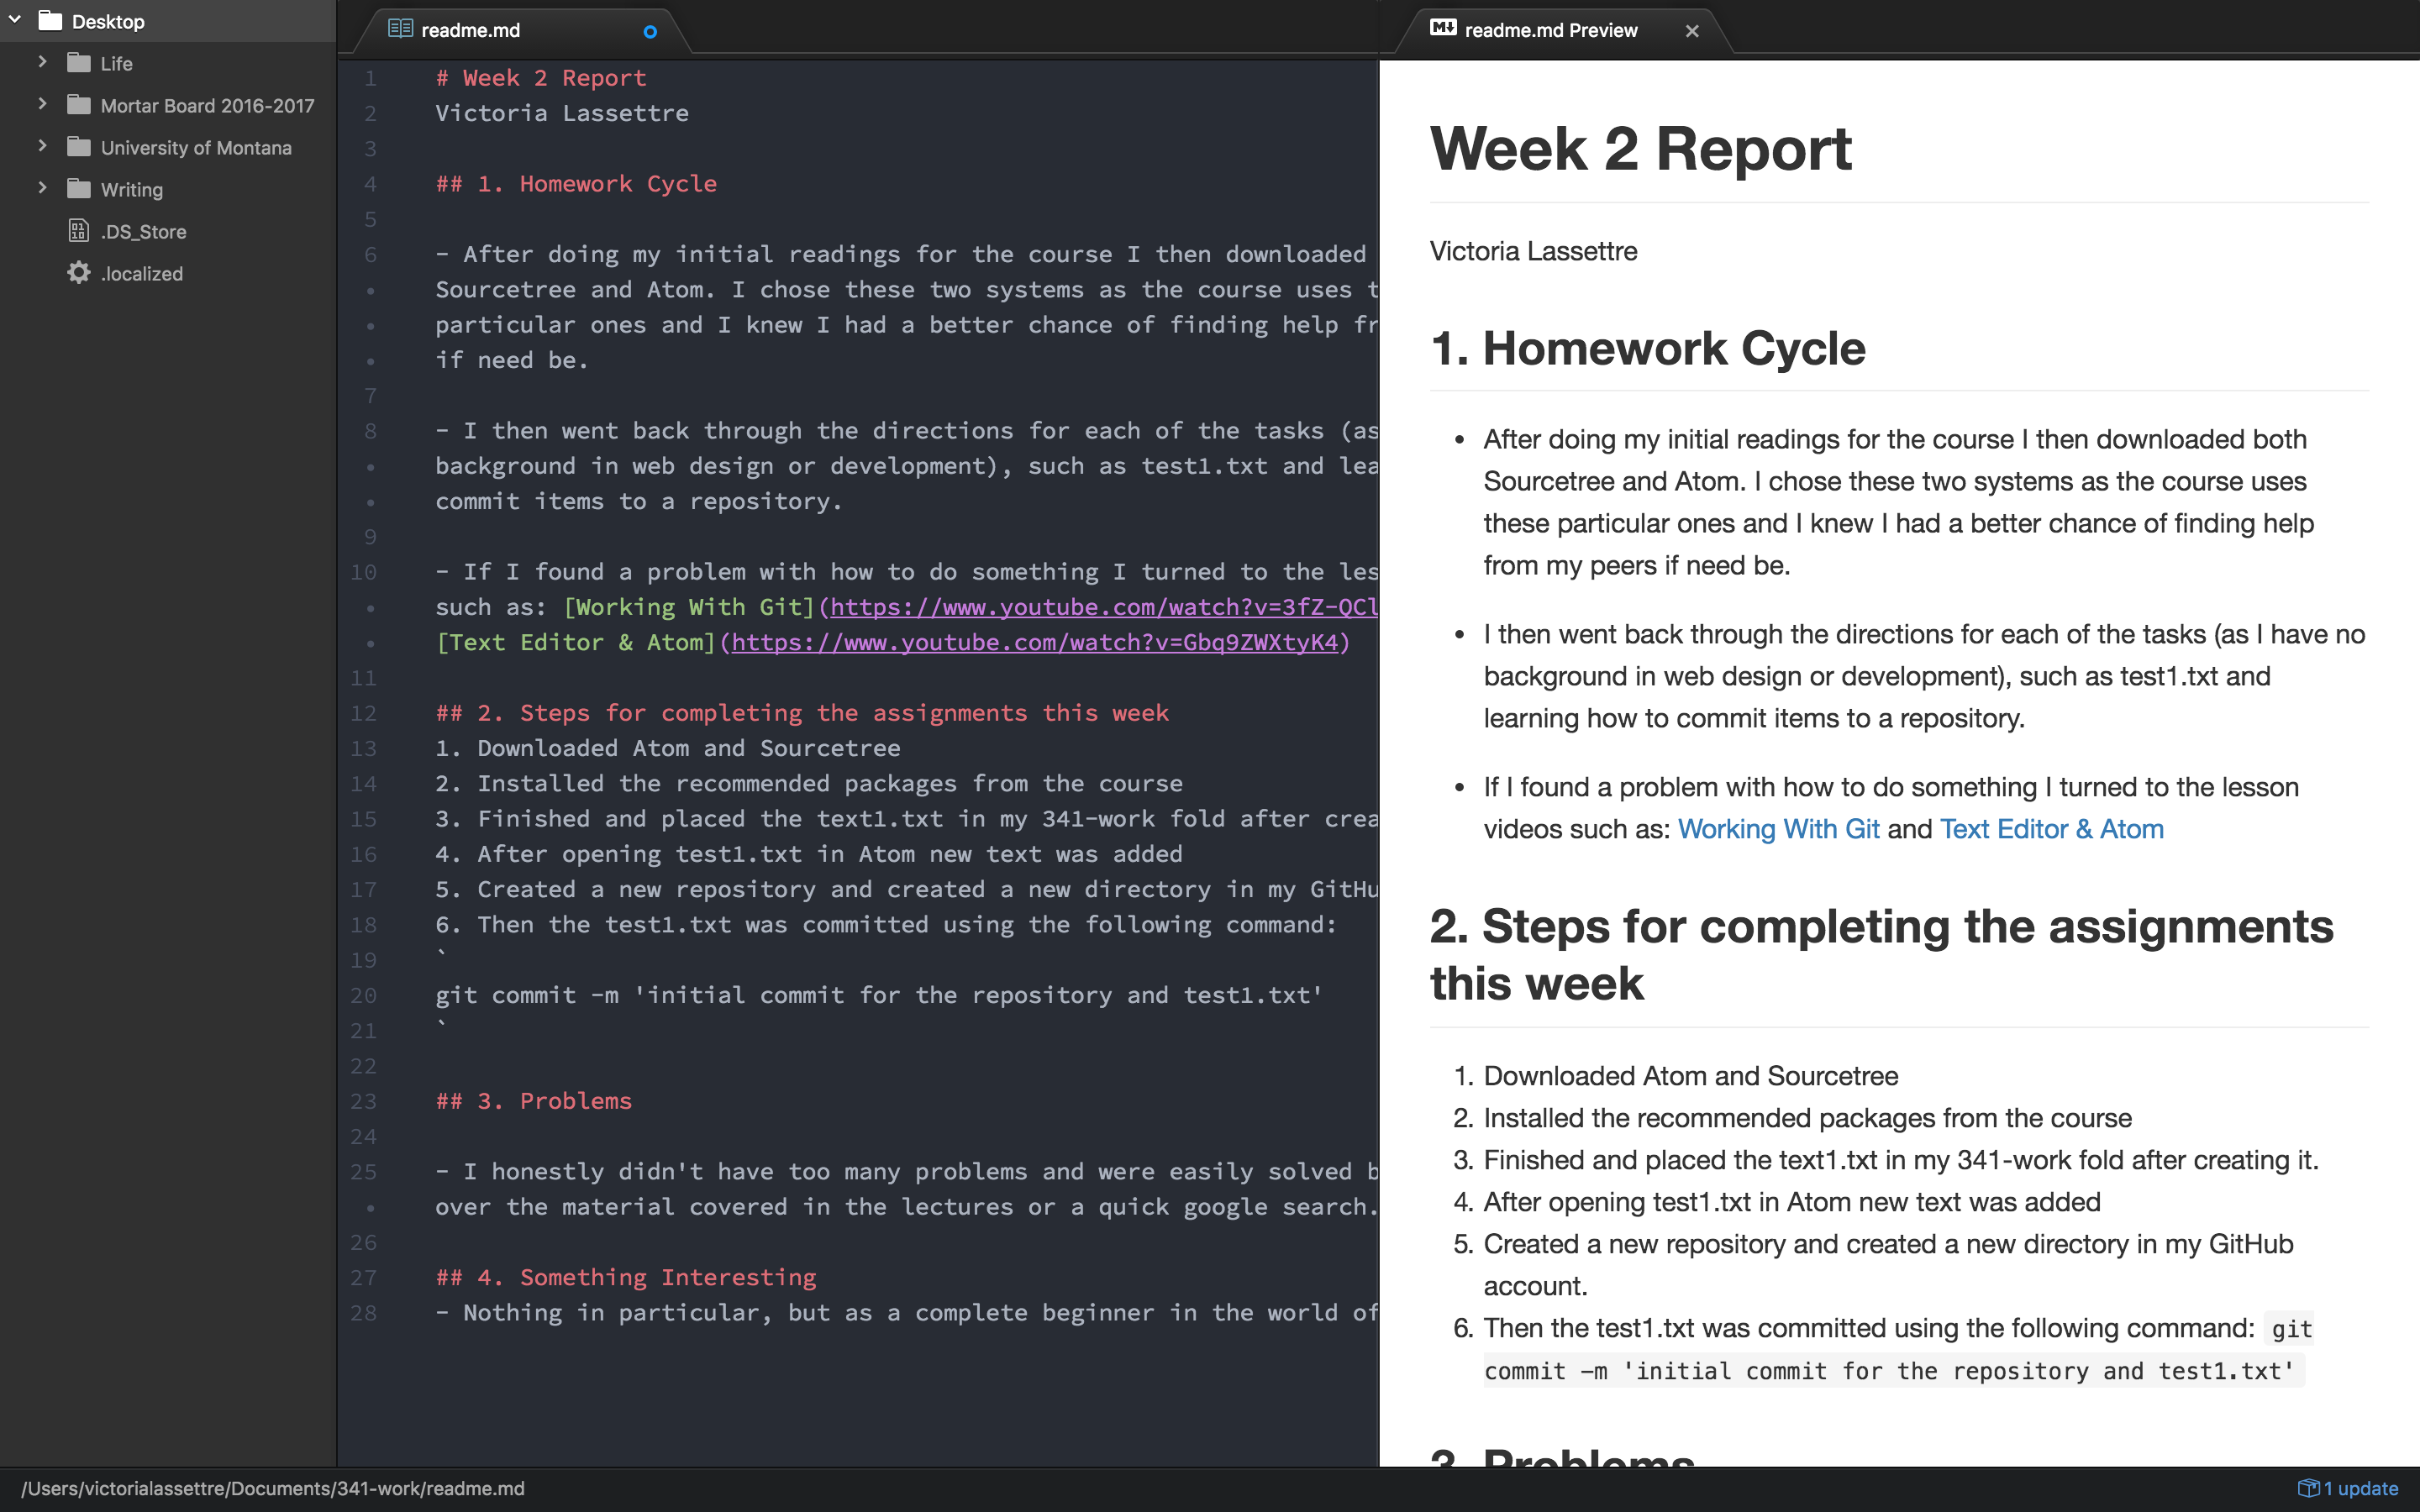 Desktop
Life
Mortar Board 2016-2017
University of Montana
Writing
.DS_Store
.localized
readme.md
1 # Week 2 Report
2 Victoria Lassettre
3
4 ## 1. Homework Cycle
5
6 - After doing my initial readings for the course I then downloaded
• Sourcetree and Atom. I chose these two systems as the course uses t
• particular ones and I knew I had a better chance of finding help fr
• if need be.
7
8 - I then went back through the directions for each of the tasks (as
• background in web design or development), such as test1.txt and lea
• commit items to a repository.
9
10 - If I found a problem with how to do something I turned to the les
• such as: [Working With Git](https://www.youtube.com/watch?v=3fZ-QCl
• [Text Editor & Atom](https://www.youtube.com/watch?v=Gbq9ZWXtyK4)
11
12 ## 2. Steps for completing the assignments this week
13 1. Downloaded Atom and Sourcetree
14 2. Installed the recommended packages from the course
15 3. Finished and placed the text1.txt in my 341-work fold after crea
16 4. After opening test1.txt in Atom new text was added
17 5. Created a new repository and created a new directory in my GitHu
18 6. Then the test1.txt was committed using the following command:
19 `
20 git commit -m 'initial commit for the repository and test1.txt'
21 `
22
23 ## 3. Problems
24
25 - I honestly didn't have too many problems and were easily solved b
• over the material covered in the lectures or a quick google search.
26
27 ## 4. Something Interesting
28 - Nothing in particular, but as a complete beginner in the world of
readme.md Preview
Week 2 Report
Victoria Lassettre
1. Homework Cycle
• After doing my initial readings for the course I then downloaded both
Sourcetree and Atom. I chose these two systems as the course uses
these particular ones and I knew I had a better chance of finding help
from my peers if need be.
• I then went back through the directions for each of the tasks (as I have no
background in web design or development), such as test1.txt and
learning how to commit items to a repository.
• If I found a problem with how to do something I turned to the lesson
videos such as: Working With Git and Text Editor & Atom
2. Steps for completing the assignments
this week
1. Downloaded Atom and Sourcetree
2. Installed the recommended packages from the course
3. Finished and placed the text1.txt in my 341-work fold after creating it.
4. After opening test1.txt in Atom new text was added
5. Created a new repository and created a new directory in my GitHub
account.
6. Then the test1.txt was committed using the following command: git
commit -m 'initial commit for the repository and test1.txt'
3. Problems
/Users/victorialassettre/Documents/341-work/readme.md
1 update